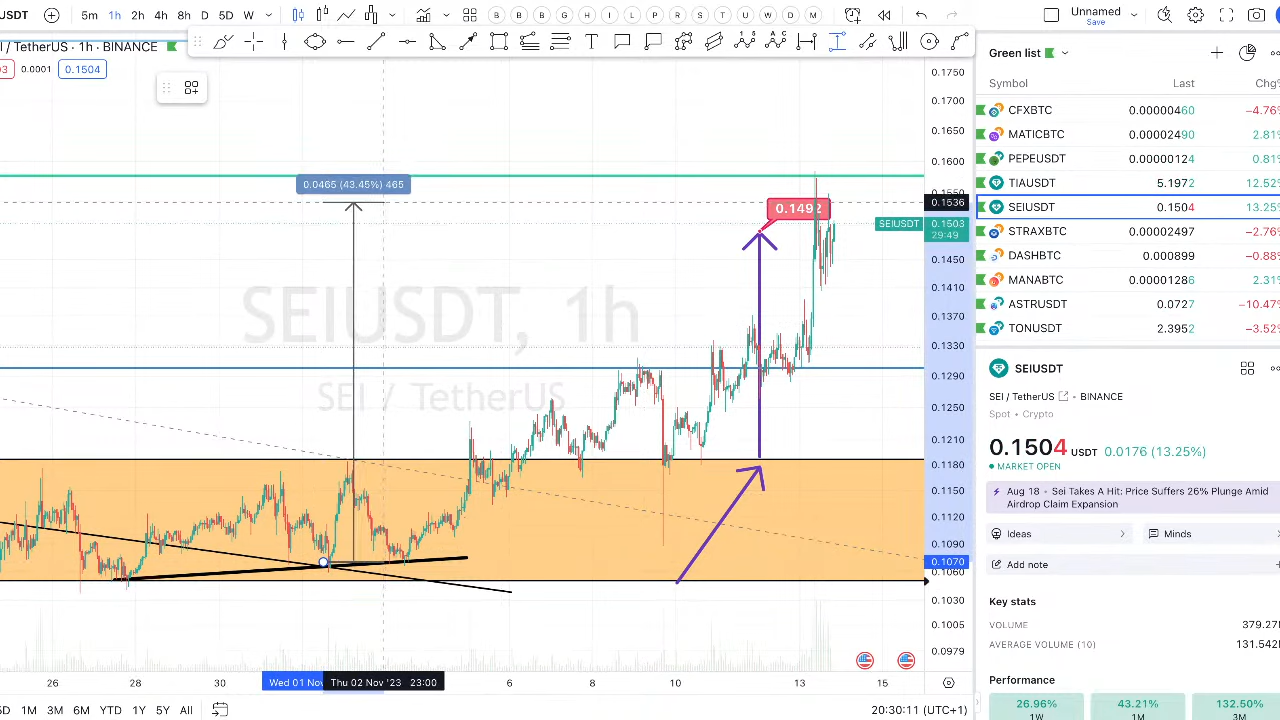 SDT 5m 1h 2h 4h 8h D 5D W B B G H I L P R S T U W D M Unnamed
Save
I / TetherUS · 1h · BINANCE
03 0.0001 0.1504
Green list
Symbol Last Chg%
CFXBTC 0.00000460 −4.76%
MATICBTC 0.00002490 2.81%
PEPEUSDT 0.00000124 0.81%
TIAUSDT 5.1972 12.52%
SEIUSDT 0.1504 13.25%
STRAXBTC 0.00002497 −2.76%
DASHBTC 0.000899 −0.88%
MANABTC 0.00001286 2.31%
ASTRUSDT 0.0727 −10.47%
TONUSDT 2.3952 −3.52%
0.1750
0.1700
0.1650
0.1600
0.1550
0.1536
SEIUSDT 0.1503
29:49
0.1450
0.1410
0.1370
0.1330
0.1290
0.1250
0.1210
0.1180
0.1150
0.1120
0.1090
0.1070
0.1060
0.1030
0.1005
0.0979
0.0465 (43.45%) 465
0.1492
SEIUSDT, 1h
SEI / TetherUS
SEIUSDT
SEI / TetherUS BINANCE
Spot • Crypto
0.1504 USDT 0.0176 (13.25%)
MARKET OPEN
Aug 18 • Sei Takes A Hit: Price Suffers 26% Plunge Amid
Airdrop Claim Expansion
Ideas Minds
Add note
Key stats
VOLUME 379.27
AVERAGE VOLUME (10) 131.542
Performance
26.96% 43.21% 132.50%
1W 1M
26 28 30 Wed 01 Nov Thu 02 Nov '23 23:00 6 8 10 13 15
5D 1M 3M 6M YTD 1Y 5Y All 20:30:11 (UTC+1)